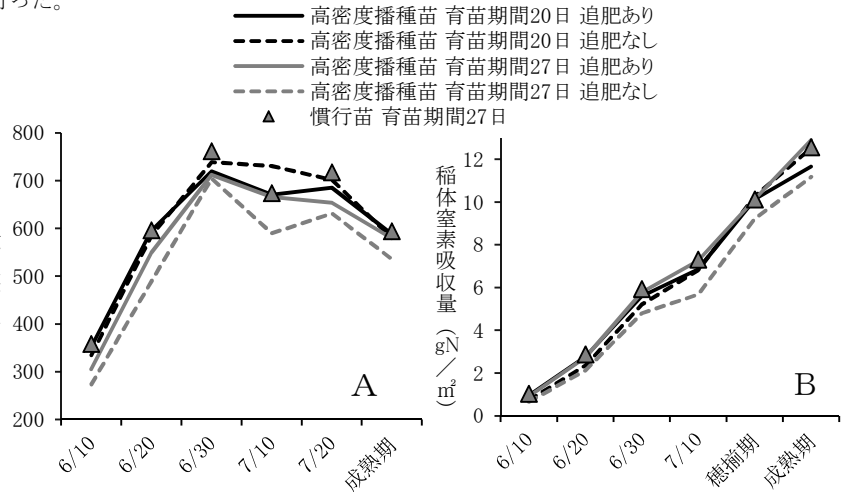 行った。
高密度播種苗 育苗期間20日 追肥あり
高密度播種苗 育苗期間20日 追肥なし
高密度播種苗 育苗期間27日 追肥あり
高密度播種苗 育苗期間27日 追肥なし
慣行苗 育苗期間27日
800
700
600
500
400
300
200
A
6/10
6/20
6/30
7/10
7/20
成熟期
稲体窒素吸収量(gN/㎡)
12
10
8
6
4
2
0
B
6/10
6/20
6/30
7/10
穂揃期
成熟期